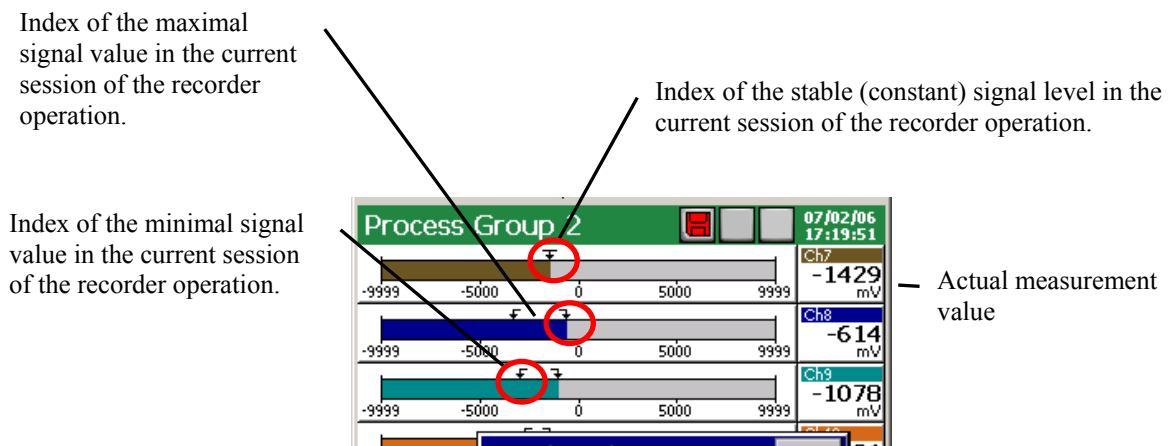 Index of the maximal
signal value in the current
session of the recorder
operation.
Index of the stable (constant) signal level in the
current session of the recorder operation.
Index of the minimal signal
value in the current session
of the recorder operation.
Actual measurement
value
Process Group 2
07/02/06
17:19:51
Ch7
-1429
mV
-9999 -5000 0 5000 9999
Ch8
-614
mV
-9999 -5000 0 5000 9999
Ch9
-1078
mV
-9999 -5000 0 5000 9999